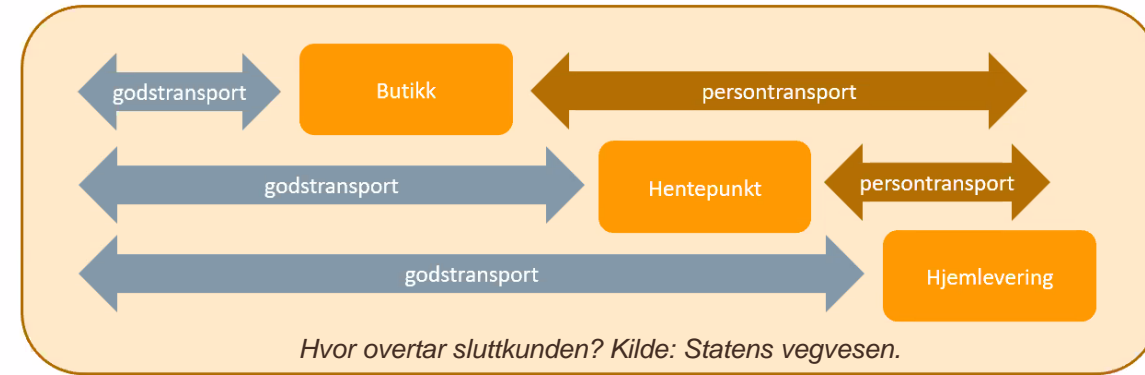 godstransport
Butikk
persontransport
godstransport
Hentepunkt
persontransport
godstransport
Hjemlevering
Hvor overtar sluttkunden? Kilde: Statens vegvesen.